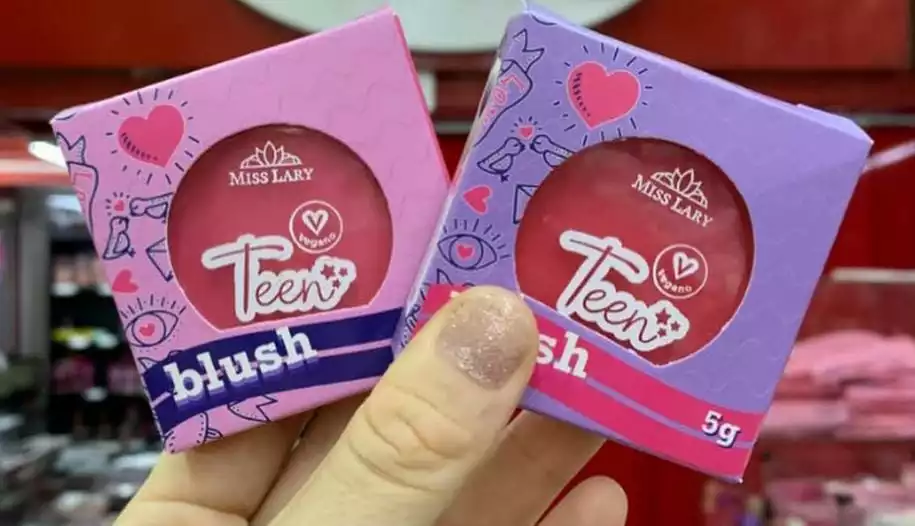 MISS LARY
vegano
Teen
blush
MISS LARY
vegano
Teen
sh
5g